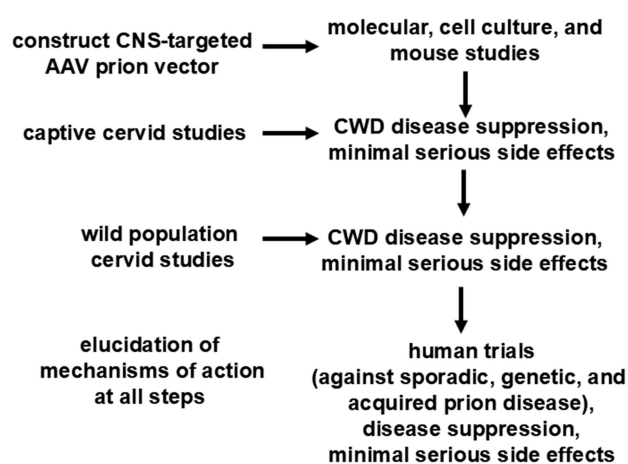 construct CNS-targeted
AAV prion vector
molecular, cell culture, and
mouse studies
captive cervid studies
CWD disease suppression,
minimal serious side effects
wild population
cervid studies
CWD disease suppression,
minimal serious side effects
elucidation of
mechanisms of action
at all steps
human trials
(against sporadic, genetic, and
acquired prion disease),
disease suppression,
minimal serious side effects